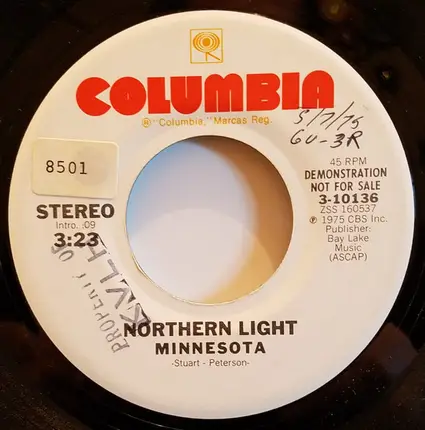 COLUMBIA
® "Columbia," Marcas Reg.
5/7/75
GU-3R
8501
45 RPM
DEMONSTRATION
NOT FOR SALE
3-10136
ZSS 160537
℗ 1975 CBS Inc.
Publisher:
Bay Lake
Music
(ASCAP)
STEREO
Intro. :09
3:23
PROPERTY OF
NORTHERN LIGHT
MINNESOTA
-Stuart - Peterson-